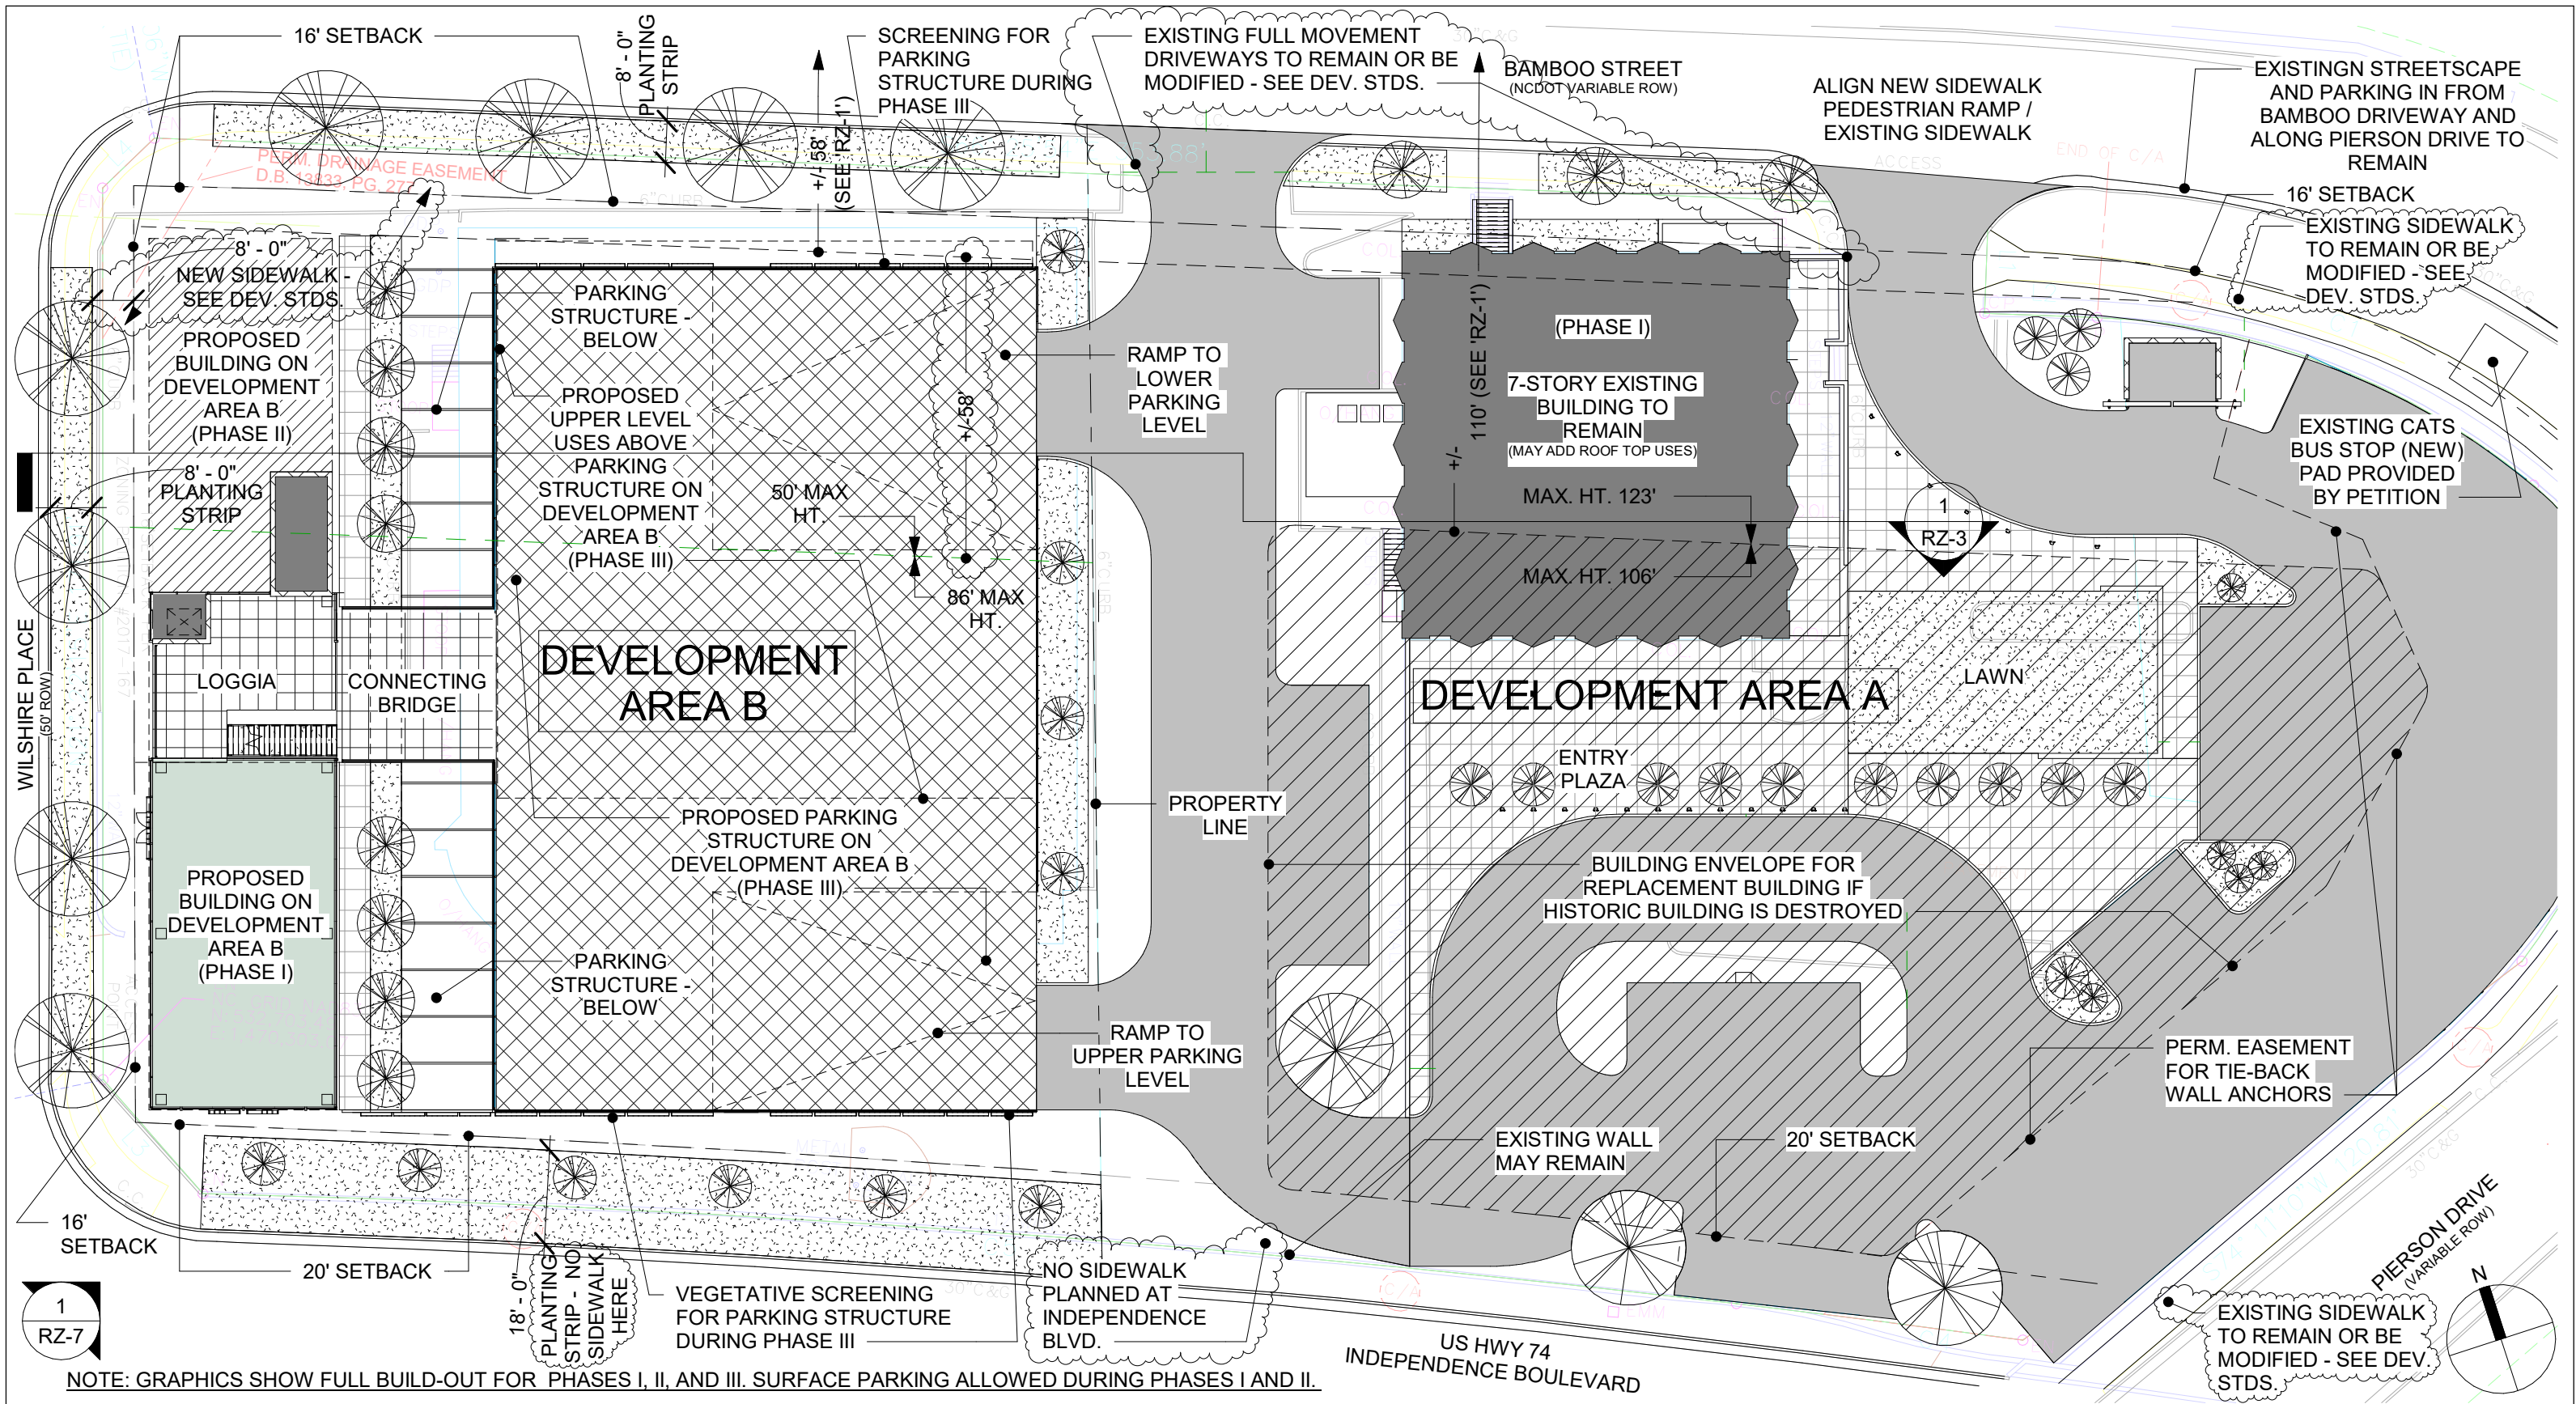 16' SETBACK
8' - 0"
PLANTING
STRIP
+/-58'
(SEE 'RZ-1')
SCREENING FOR
PARKING
STRUCTURE DURING
PHASE III
EXISTING FULL MOVEMENT
DRIVEWAYS TO REMAIN OR BE
MODIFIED - SEE DEV. STDS.
BAMBOO STREET
(NCDOT VARIABLE ROW)
ALIGN NEW SIDEWALK
PEDESTRIAN RAMP /
EXISTING SIDEWALK
EXISTINGN STREETSCAPE
AND PARKING IN FROM
BAMBOO DRIVEWAY AND
ALONG PIERSON DRIVE TO
REMAIN
16' SETBACK
EXISTING SIDEWALK
TO REMAIN OR BE
MODIFIED - SEE
DEV. STDS.
ACCESS
END OF C/A
PERM. DRAINAGE EASEMENT
6"CURB
8' - 0"
NEW SIDEWALK -
SEE DEV. STDS.
PROPOSED
BUILDING ON
DEVELOPMENT
AREA B
(PHASE II)
8' - 0"
PLANTING
STRIP
PARKING
STRUCTURE -
BELOW
PROPOSED
UPPER LEVEL
USES ABOVE
PARKING
STRUCTURE ON
DEVELOPMENT
AREA B
(PHASE III)
50' MAX
HT.
86' MAX
HT.
+/-58'
RAMP TO
LOWER
PARKING
LEVEL
+/-
110' (SEE 'RZ-1')
(PHASE I)
7-STORY EXISTING
BUILDING TO
REMAIN
(MAY ADD ROOF TOP USES)
MAX. HT. 123'
MAX. HT. 106'
1
RZ-3
EXISTING CATS
BUS STOP (NEW)
PAD PROVIDED
BY PETITION
WILSHIRE PLACE
(50' ROW)
LOGGIA
CONNECTING
BRIDGE
DEVELOPMENT
AREA B
DEVELOPMENT AREA A
LAWN
ENTRY
PLAZA
6"CURB
PROPERTY
LINE
PROPOSED PARKING
STRUCTURE ON
DEVELOPMENT AREA B
(PHASE III)
PROPOSED
BUILDING ON
DEVELOPMENT
AREA B
(PHASE I)
PARKING
STRUCTURE -
BELOW
BUILDING ENVELOPE FOR
REPLACEMENT BUILDING IF
HISTORIC BUILDING IS DESTROYED
RAMP TO
UPPER PARKING
LEVEL
PERM. EASEMENT
FOR TIE-BACK
WALL ANCHORS
EXISTING WALL
MAY REMAIN
20' SETBACK
16'
SETBACK
20' SETBACK
18' - 0"
PLANTING
STRIP - NO
SIDEWALK
HERE
VEGETATIVE SCREENING
FOR PARKING STRUCTURE
DURING PHASE III
30"C&G
NO SIDEWALK
PLANNED AT
INDEPENDENCE
BLVD.
US HWY 74
INDEPENDENCE BOULEVARD
PIERSON DRIVE
(VARIABLE ROW)
30"C&G
N
EXISTING SIDEWALK
TO REMAIN OR BE
MODIFIED - SEE DEV.
STDS.
1
RZ-7
NOTE: GRAPHICS SHOW FULL BUILD-OUT FOR PHASES I, II, AND III. SURFACE PARKING ALLOWED DURING PHASES I AND II.